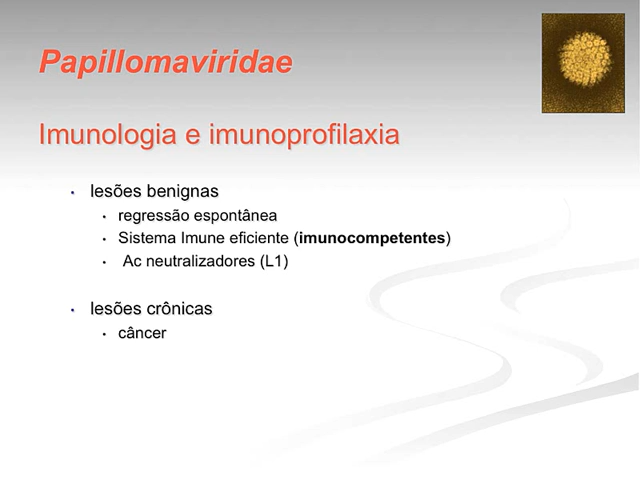 Papillomaviridae
Imunologia e imunoprofilaxia
• lesões benignas
• regressão espontânea
• Sistema Imune eficiente (imunocompetentes)
• Ac neutralizadores (L1)
• lesões crônicas
• câncer